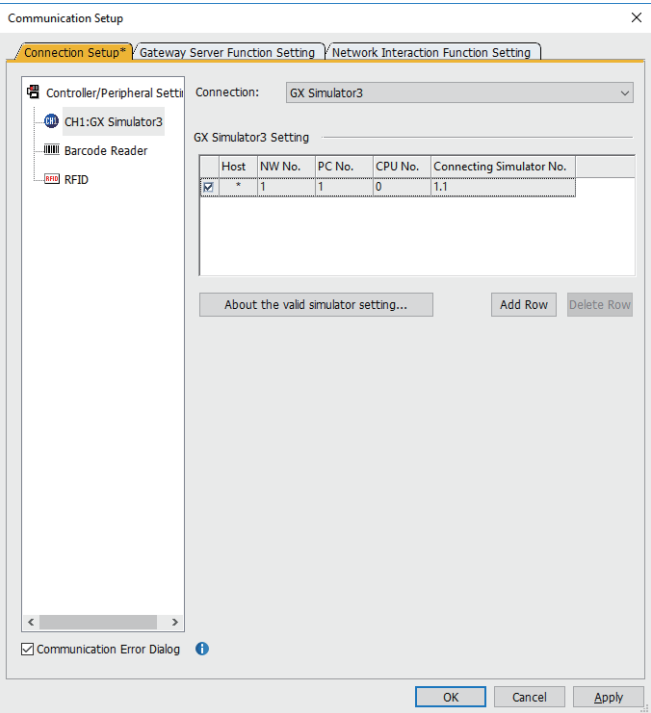 Communication Setup
Connection Setup* Gateway Server Function Setting Network Interaction Function Setting
Controller/Peripheral Setti
CH1:GX Simulator3
Barcode Reader
RFID RFID
Connection: GX Simulator3
GX Simulator3 Setting
Host NW No. PC No. CPU No. Connecting Simulator No.
* 1 1 0 1.1
About the valid simulator setting... Add Row Delete Row
Communication Error Dialog
OK Cancel Apply